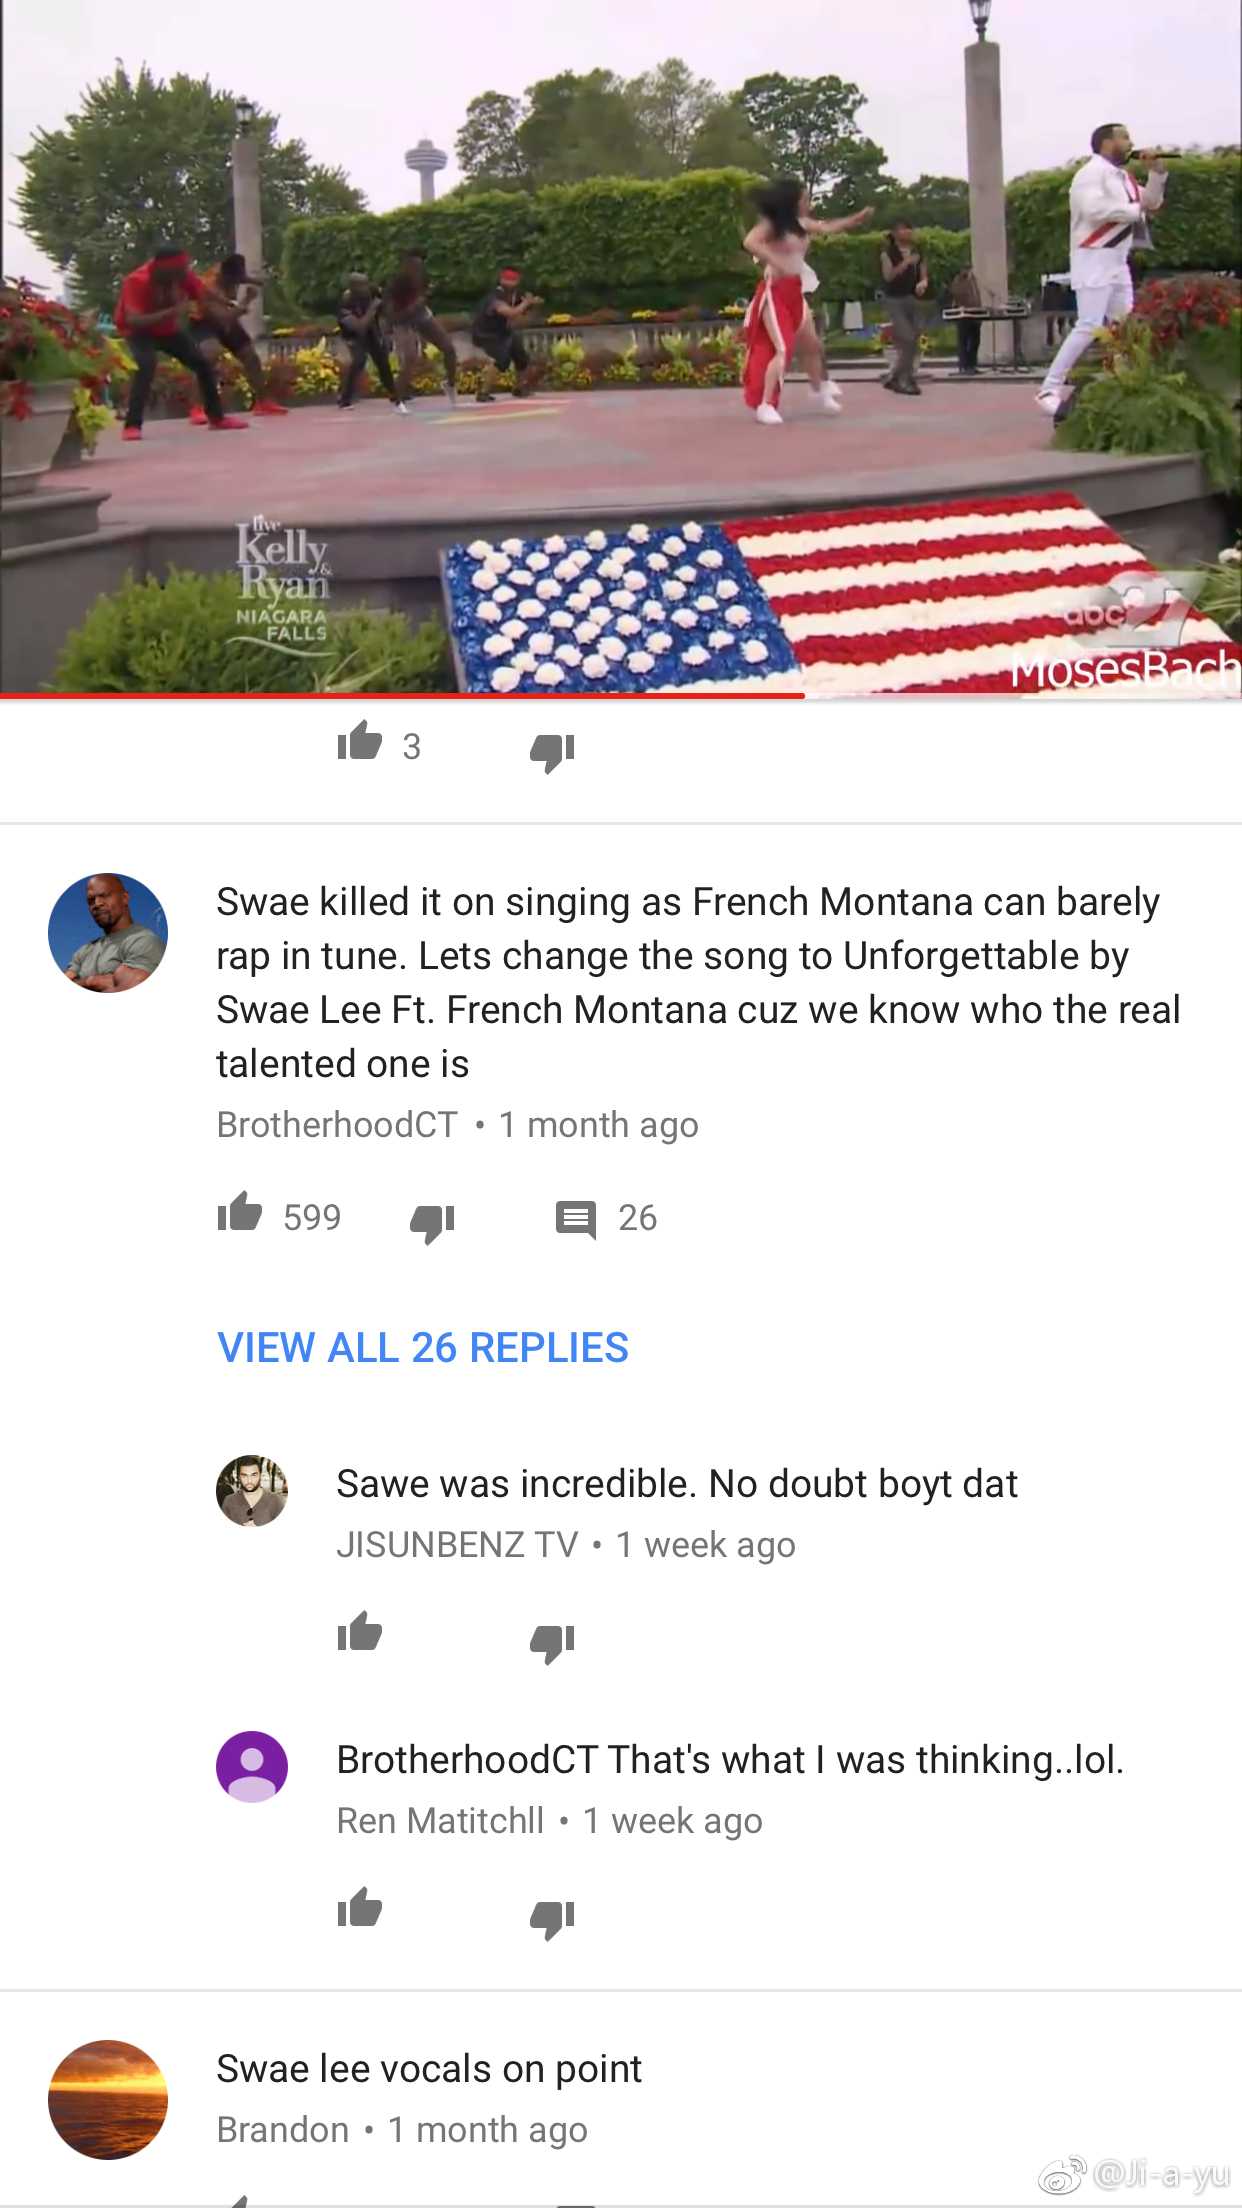 live
Kelly
&
Ryan
NIAGARA
FALLS
abc27
MosesBach
3
Swae killed it on singing as French Montana can barely
rap in tune. Lets change the song to Unforgettable by
Swae Lee Ft. French Montana cuz we know who the real
talented one is
BrotherhoodCT • 1 month ago
599
26
VIEW ALL 26 REPLIES
Sawe was incredible. No doubt boyt dat
JISUNBENZ TV • 1 week ago
BrotherhoodCT That's what I was thinking..lol.
Ren Matitchll • 1 week ago
Swae lee vocals on point
Brandon • 1 month ago
@Ji-a-yu